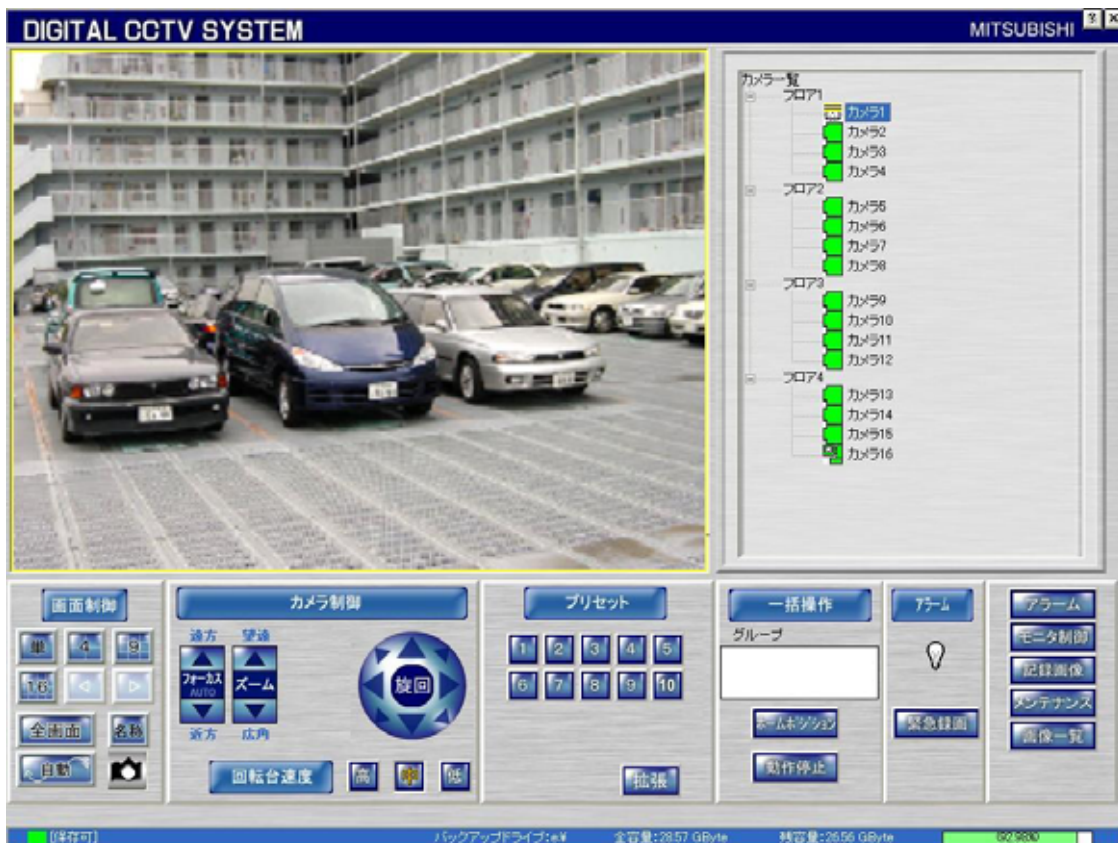 DIGITAL CCTV SYSTEM
MITSUBISHI
カメラ一覧
フロア1
カメラ1
カメラ2
カメラ3
カメラ4
フロア2
カメラ5
カメラ6
カメラ7
カメラ8
フロア3
カメラ9
カメラ10
カメラ11
カメラ12
フロア4
カメラ13
カメラ14
カメラ15
カメラ16
画面制御
単 4 9
16
全画面 名称
自動
カメラ制御
遠方 望遠
フォーカス AUTO ズーム
近方 広角
旋回
回転台速度 高 中 低
プリセット
1 2 3 4 5
6 7 8 9 10
拡張
一括操作
グループ
ホームポジション
動作停止
アラーム
緊急録画
アラーム
モニタ制御
記録画像
メンテナンス
画像一覧
[保存可]
バックアップドライブ:e¥
全容量:28.57 GByte
残容量:26.56 GByte